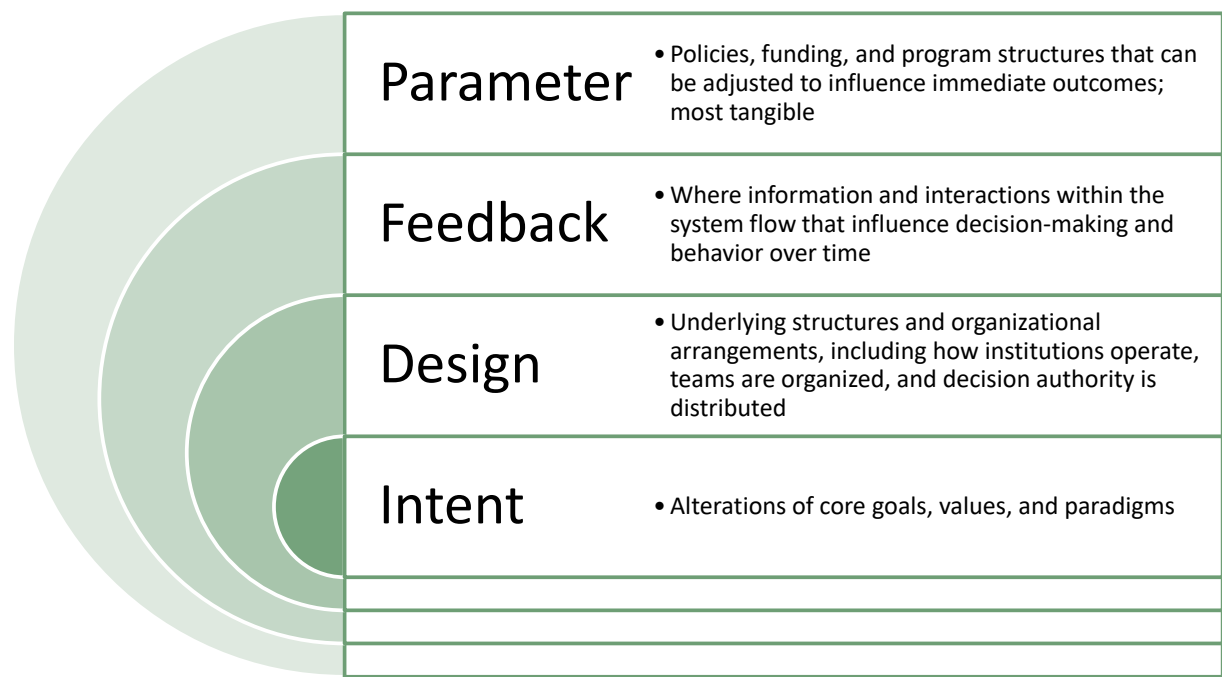 Parameter
• Policies, funding, and program structures that can
be adjusted to influence immediate outcomes;
most tangible
Feedback
• Where information and interactions within the
system flow that influence decision-making and
behavior over time
Design
• Underlying structures and organizational
arrangements, including how institutions operate,
teams are organized, and decision authority is
distributed
Intent
• Alterations of core goals, values, and paradigms